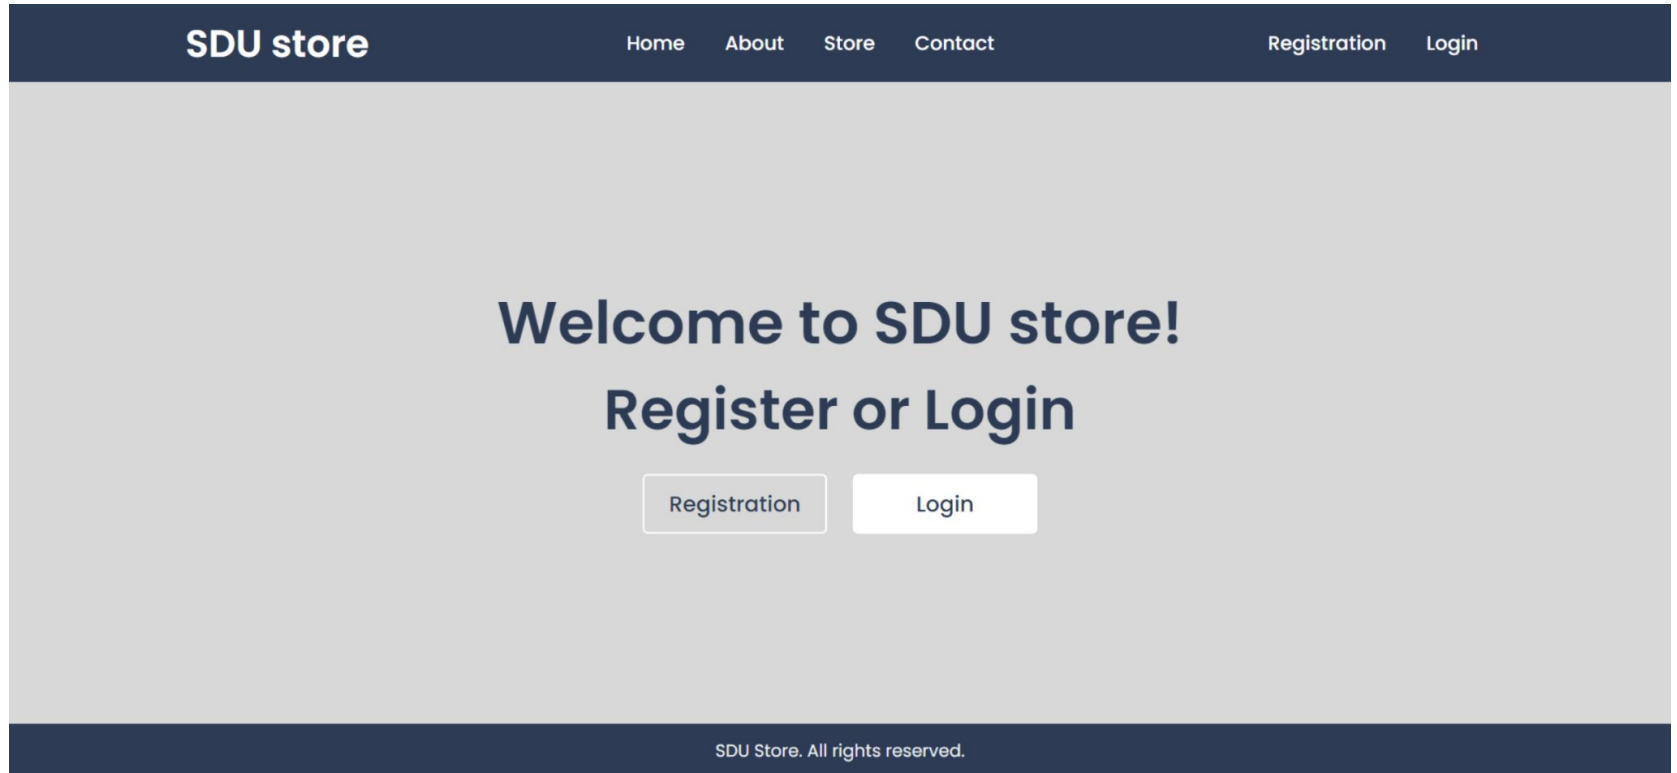 SDU store Home About Store Contact Registration Login
Welcome to SDU store!
Register or Login
Registration Login
SDU Store. All rights reserved.